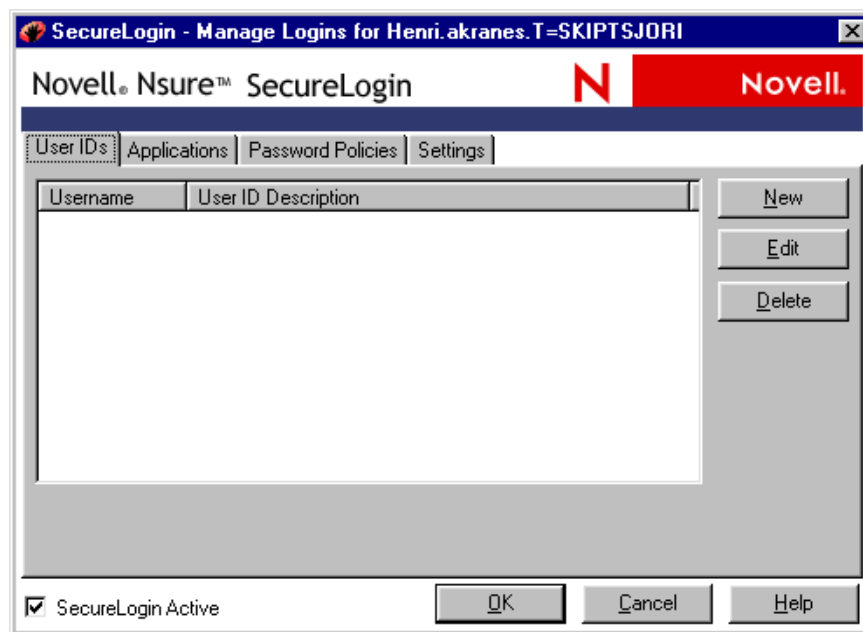 SecureLogin - Manage Logins for Henri.akranes.T=SKIPTSJORI
Novell® Nsure™ SecureLogin N Novell.
User IDs Applications Password Policies Settings
Username User ID Description
New
Edit
Delete
SecureLogin Active OK Cancel Help